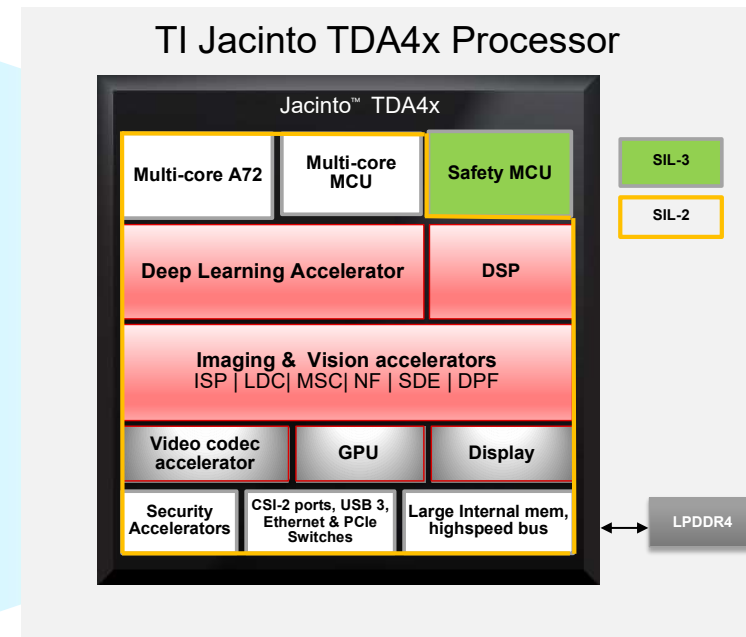 TI Jacinto TDA4x Processor
Jacinto™ TDA4x
Multi-core A72
Multi-core
MCU
Safety MCU
SIL-3
SIL-2
Deep Learning Accelerator
DSP
Imaging & Vision accelerators
ISP | LDC| MSC| NF | SDE | DPF
Video codec
accelerator
GPU
Display
Security
Accelerators
CSI-2 ports, USB 3,
Ethernet & PCIe
Switches
Large Internal mem,
highspeed bus
LPDDR4